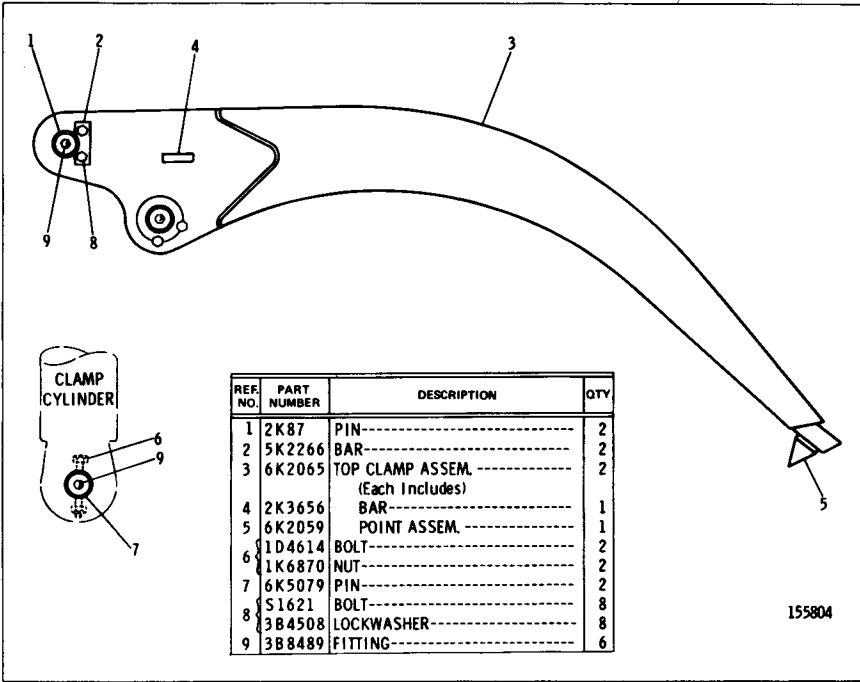 1 2 4 3
9 8
CLAMP
CYLINDER
6
9
7
5
REF. NO. PART NUMBER DESCRIPTION QTY
1 2K87 PIN 2
2 5K2266 BAR 2
3 6K2065 TOP CLAMP ASSEM. 2
(Each Includes)
4 2K3656 BAR 1
5 6K2059 POINT ASSEM. 1
6 { 1D4614 BOLT 2
1K6870 NUT 2
7 6K5079 PIN 2
8 { S1621 BOLT 8
3B4508 LOCKWASHER 8
9 3B8489 FITTING 6
155804